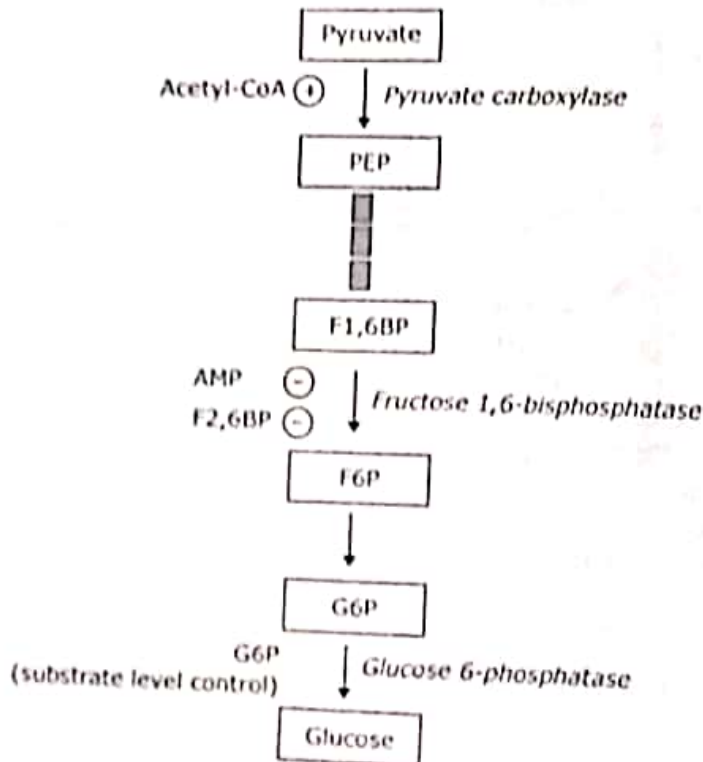 Pyruvate
Acetyl-CoA + Pyruvate carboxylase
PEP
F1,6BP
AMP -
F2,6BP - Fructose 1,6-bisphosphatase
F6P
G6P
G6P
(substrate level control) Glucose 6-phosphatase
Glucose